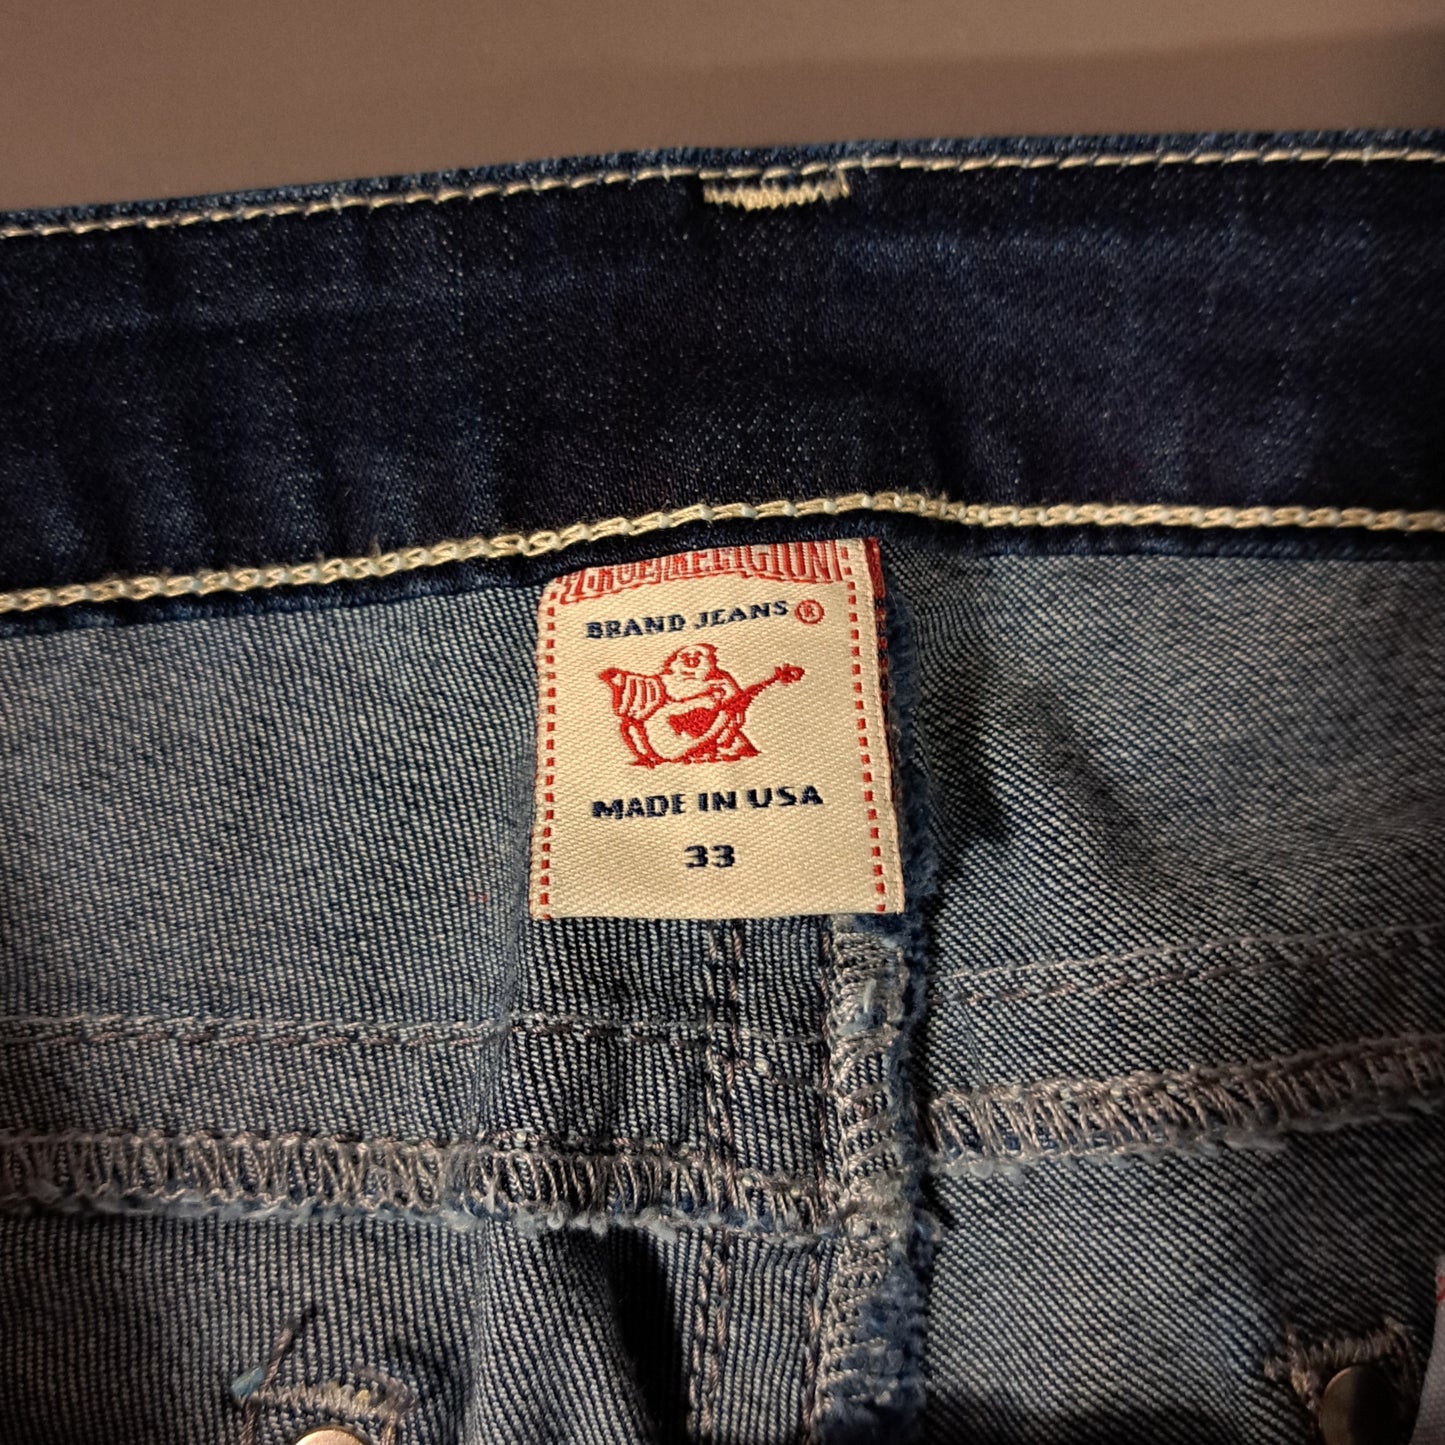 TRUE RELIGION
BRAND JEANS ®
MADE IN USA
33